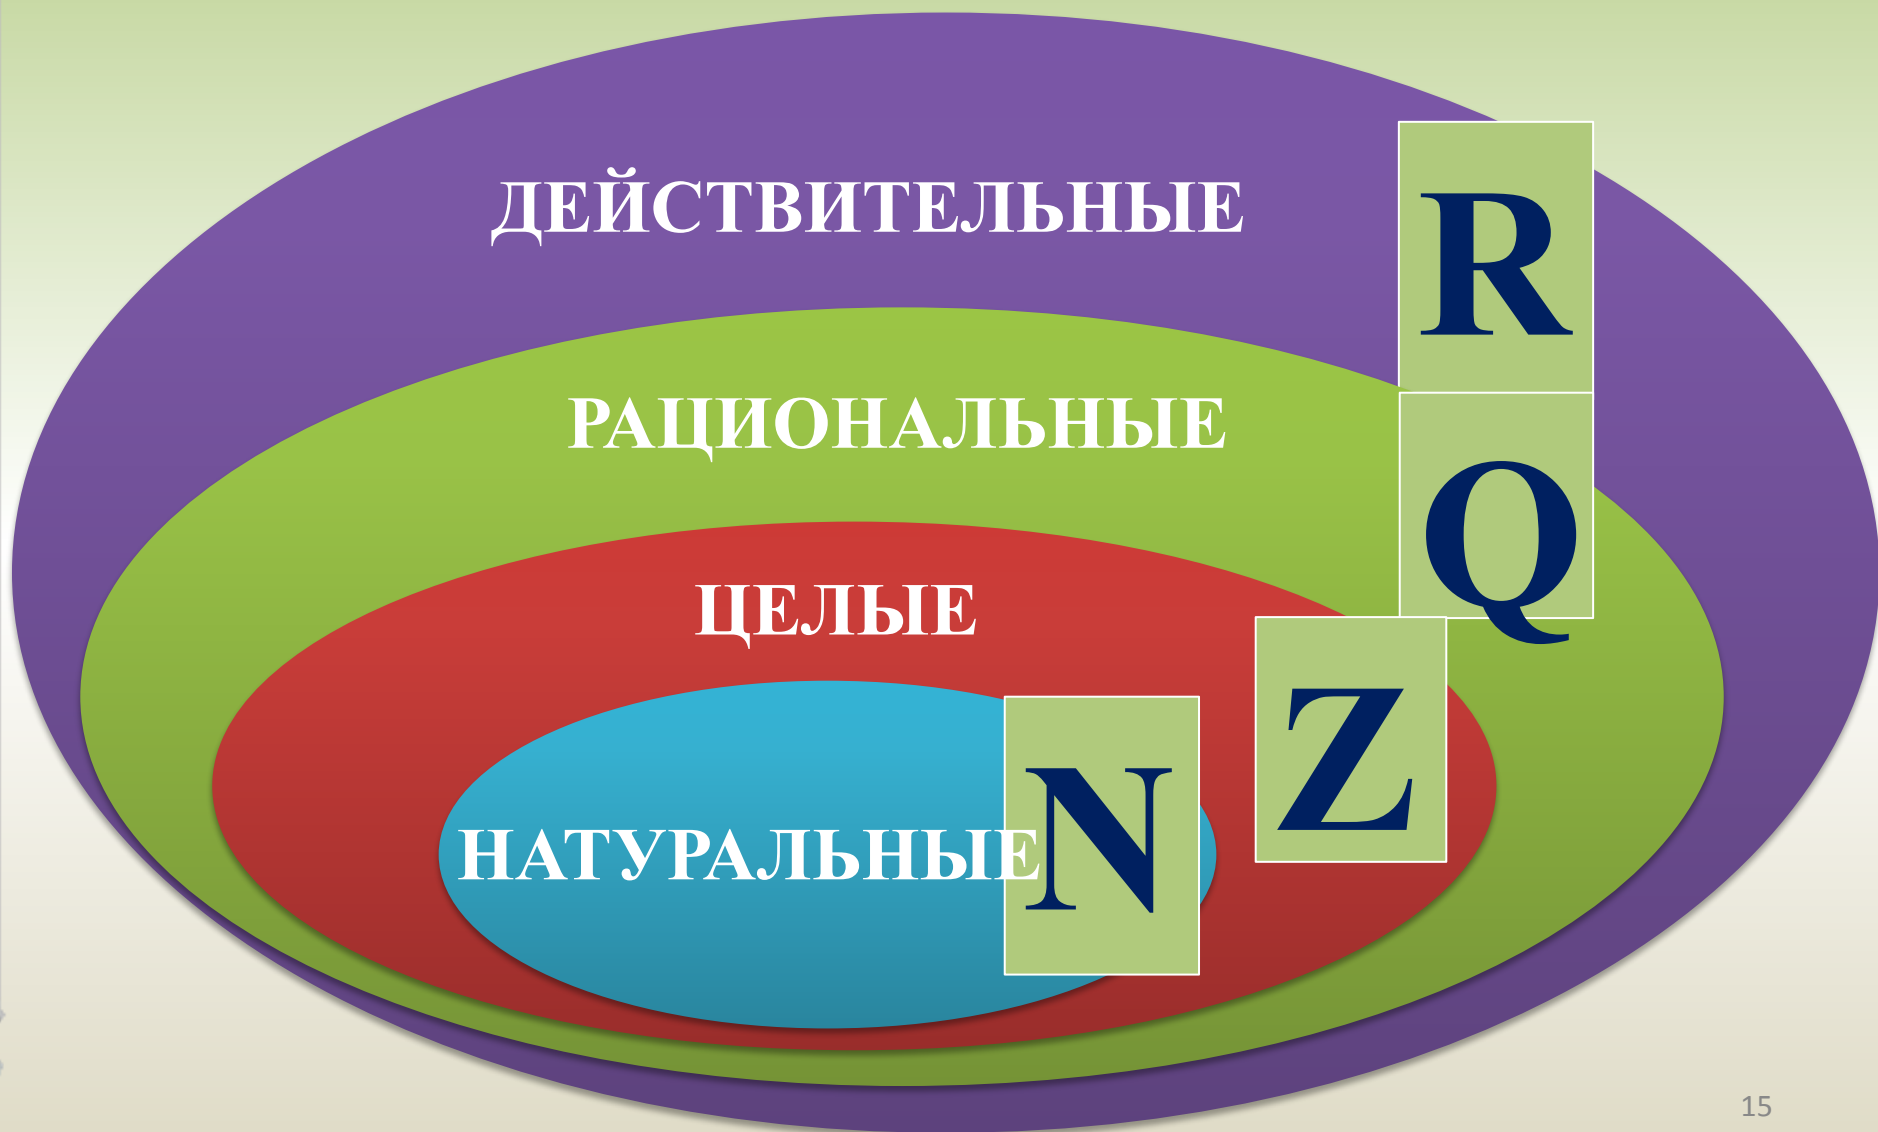 ДЕЙСТВИТЕЛЬНЫЕ
R
РАЦИОНАЛЬНЫЕ
Q
ЦЕЛЫЕ
Z
НАТУРАЛЬНЫЕ
N
15